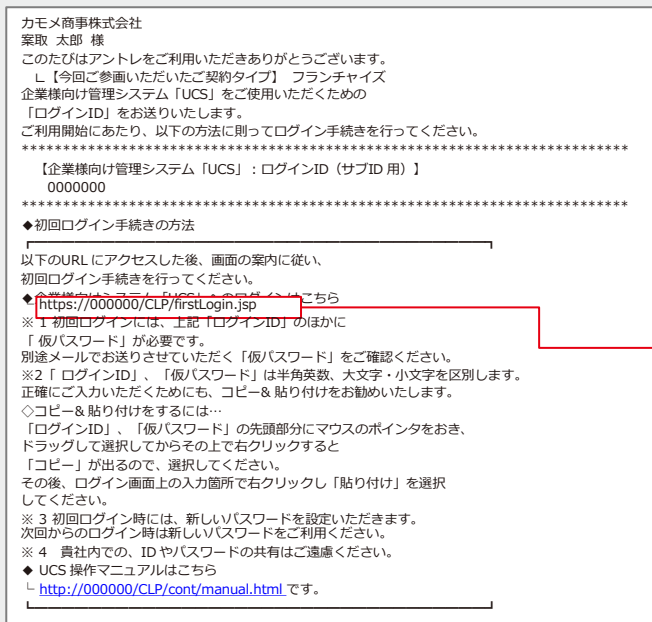 カモメ商事株式会社
案取 太郎 様
このたびはアントレをご利用いただきありがとうございます。
∟【今回ご参画いただいたご契約タイプ】 フランチャイズ
企業様向け管理システム「UCS」をご使用いただくための
「ログインID」をお送りいたします。
ご利用開始にあたり、以下の方法に則ってログイン手続きを行ってください。
**************************************************************************
【企業様向け管理システム「UCS」：ログインID（サブID 用）】
0000000
**************************************************************************
◆初回ログイン手続きの方法
┏━━━━━━━━━━━━━━━━━━━━━━━━━━━━━━━━━┓
以下のURL にアクセスした後、画面の案内に従い、
初回ログイン手続きを行ってください。
◆企業様向けシステム「UCS」へのログインはこちら
https://000000/CLP/firstLogin.jsp
※ 1 初回ログインには、上記「ログインID」のほかに
「 仮パスワード」が必要です。
別途メールでお送りさせていただく「仮パスワード」をご確認ください。
※2「 ログインID」、「仮パスワード」は半角英数、大文字・小文字を区別します。
正確にご入力いただくためにも、コピー& 貼り付けをお勧めいたします。
◇コピー& 貼り付けをするには…
「ログインID」、「仮パスワード」の先頭部分にマウスのポインタをおき、
ドラッグして選択してからその上で右クリックすると
「コピー」が出るので、選択してください。
その後、ログイン画面上の入力箇所で右クリックし「貼り付け」を選択
してください。
※ 3 初回ログイン時には、新しいパスワードを設定いただきます。
次回からのログイン時は新しいパスワードをご利用ください。
※ 4　貴社内での、ID やパスワードの共有はご遠慮ください。
◆ UCS 操作マニュアルはこちら
└ http://000000/CLP/cont/manual.html です。
┗━━━━━━━━━━━━━━━━━━━━━━━━━━━━━━━━━┛